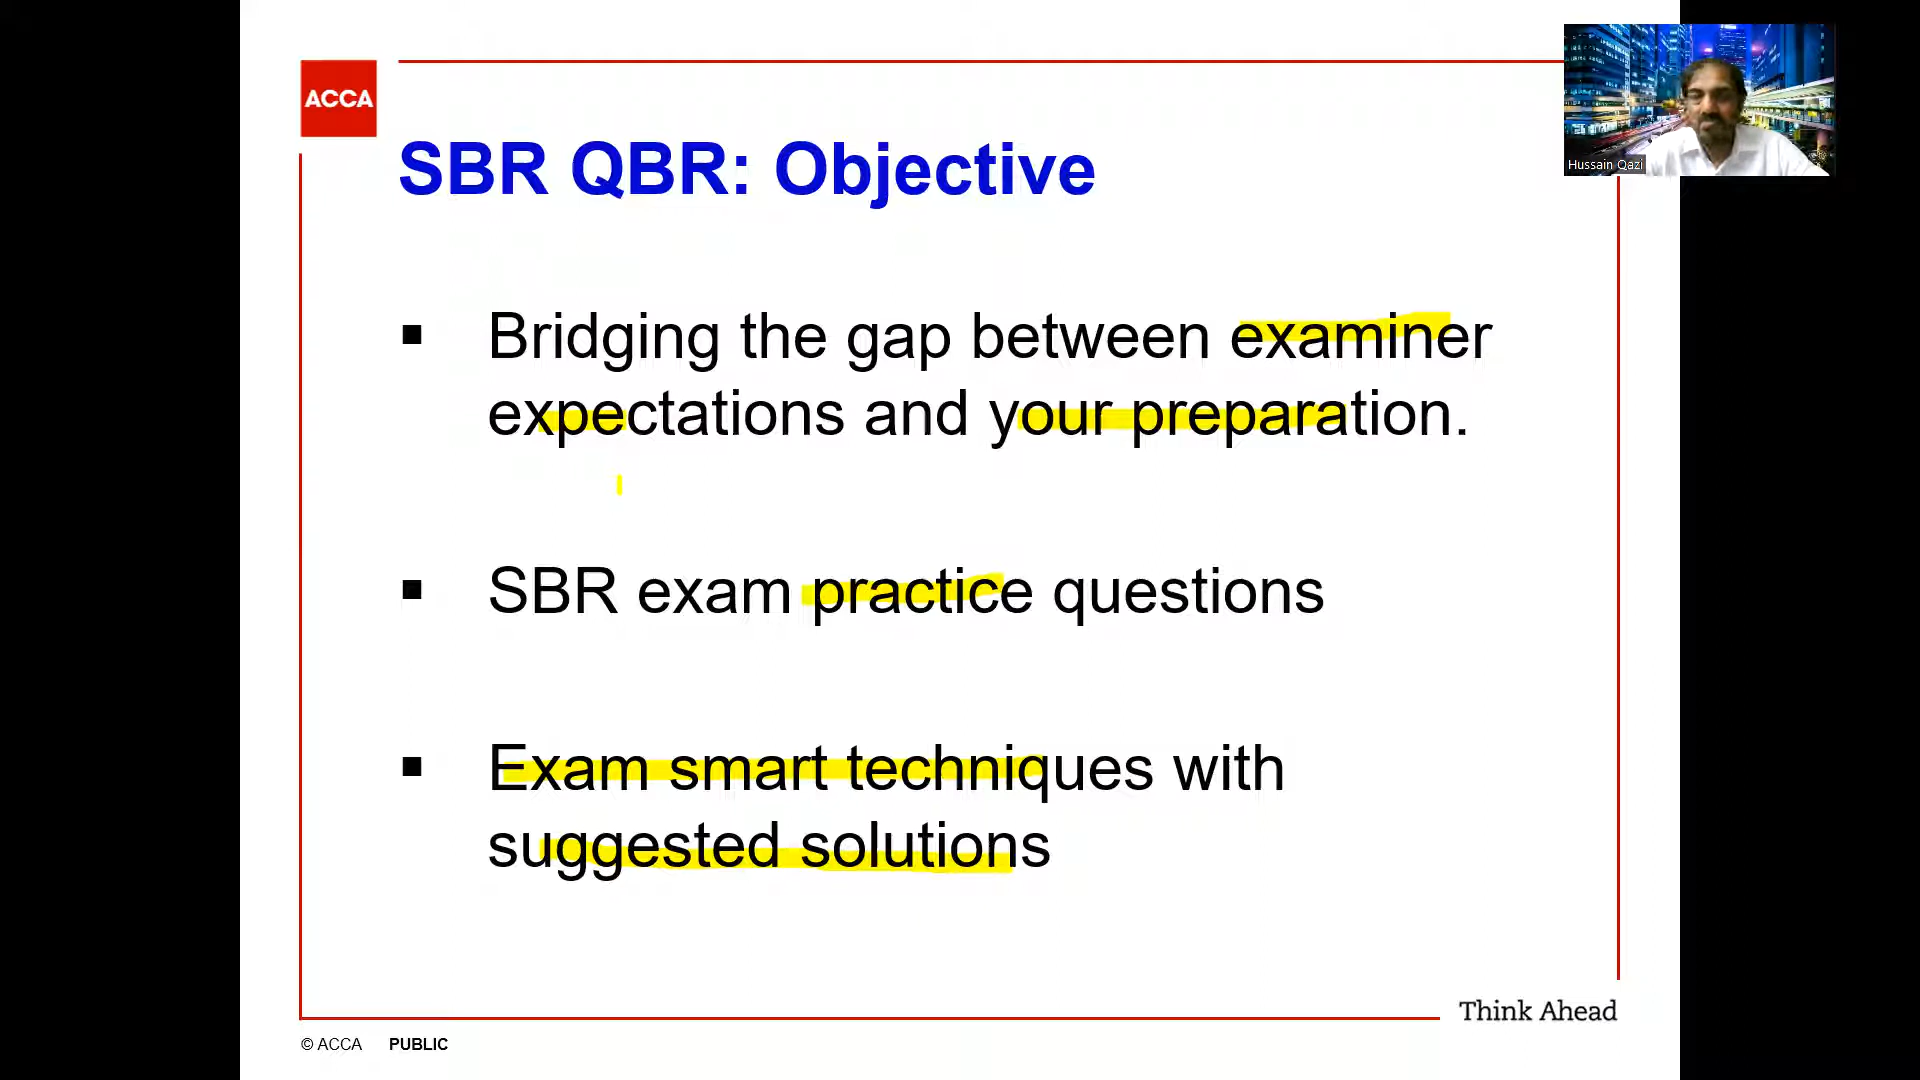 ACCA
Hussain Qazi
SBR QBR: Objective
▪ Bridging the gap between examiner
expectations and your preparation.
▪ SBR exam practice questions
▪ Exam smart techniques with
suggested solutions
Think Ahead
© ACCA PUBLIC